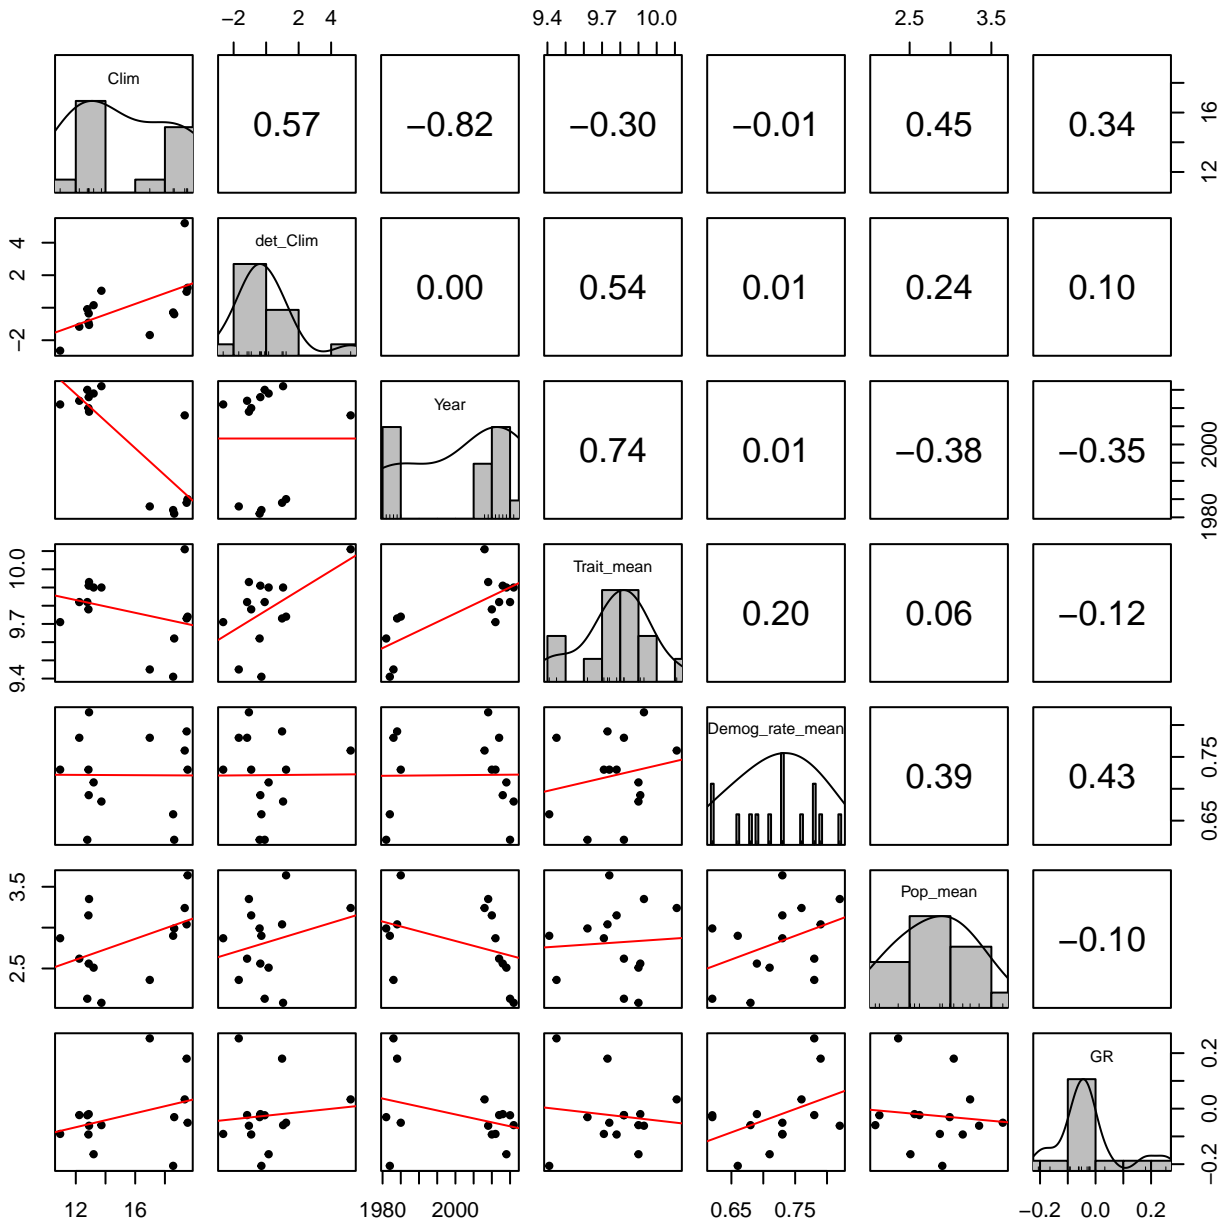 −2 2 4 9.4 9.7 10.0 2.5 3.5
Clim 0.57 −0.82 −0.30 −0.01 0.45 0.34 12 16
−2 2 4 det_Clim 0.00 0.54 0.01 0.24 0.10
Year 0.74 0.01 −0.38 −0.35 1980 2000
9.4 9.7 10.0 Trait_mean 0.20 0.06 −0.12
Demog_rate_mean 0.39 0.43 0.65 0.75
2.5 3.5 Pop_mean −0.10
GR −0.2 0.0 0.2
12 16 1980 2000 0.65 0.75 −0.2 0.0 0.2